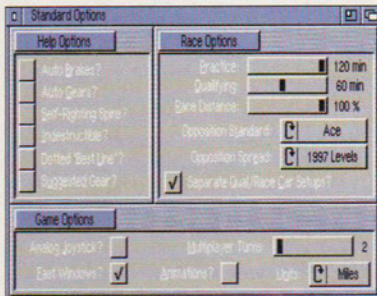 Standard Options
Help Options
Auto Brakes?
Auto Gears?
Self-Righting Spins?
Indestructible?
Dotted "Best Line"?
Suggested Gear?
Race Options
Practice: 120 min
Qualifying: 60 min
Race Distance: 100 %
Opposition Standard: Ace
Opposition Spread: 1997 Levels
Separate Qual/Race Car Setups?
Game Options
Analog Joystick?
Multiplayer Turns: 2
East Windows?
Animations?
Units: Miles